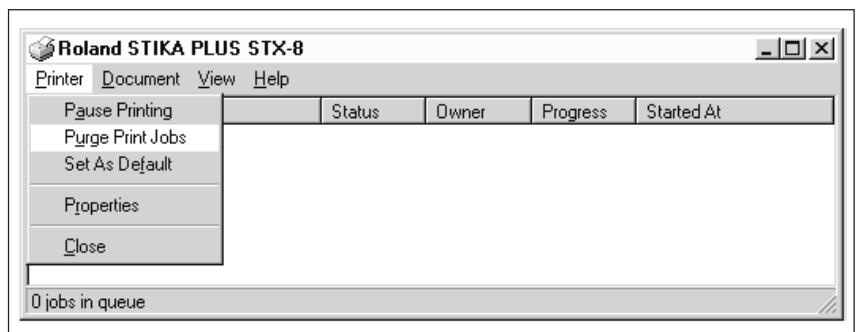 Roland STIKA PLUS STX-8
Printer Document View Help
Status Owner Progress Started At
Pause Printing
Purge Print Jobs
Set As Default
Properties
Close
0 jobs in queue